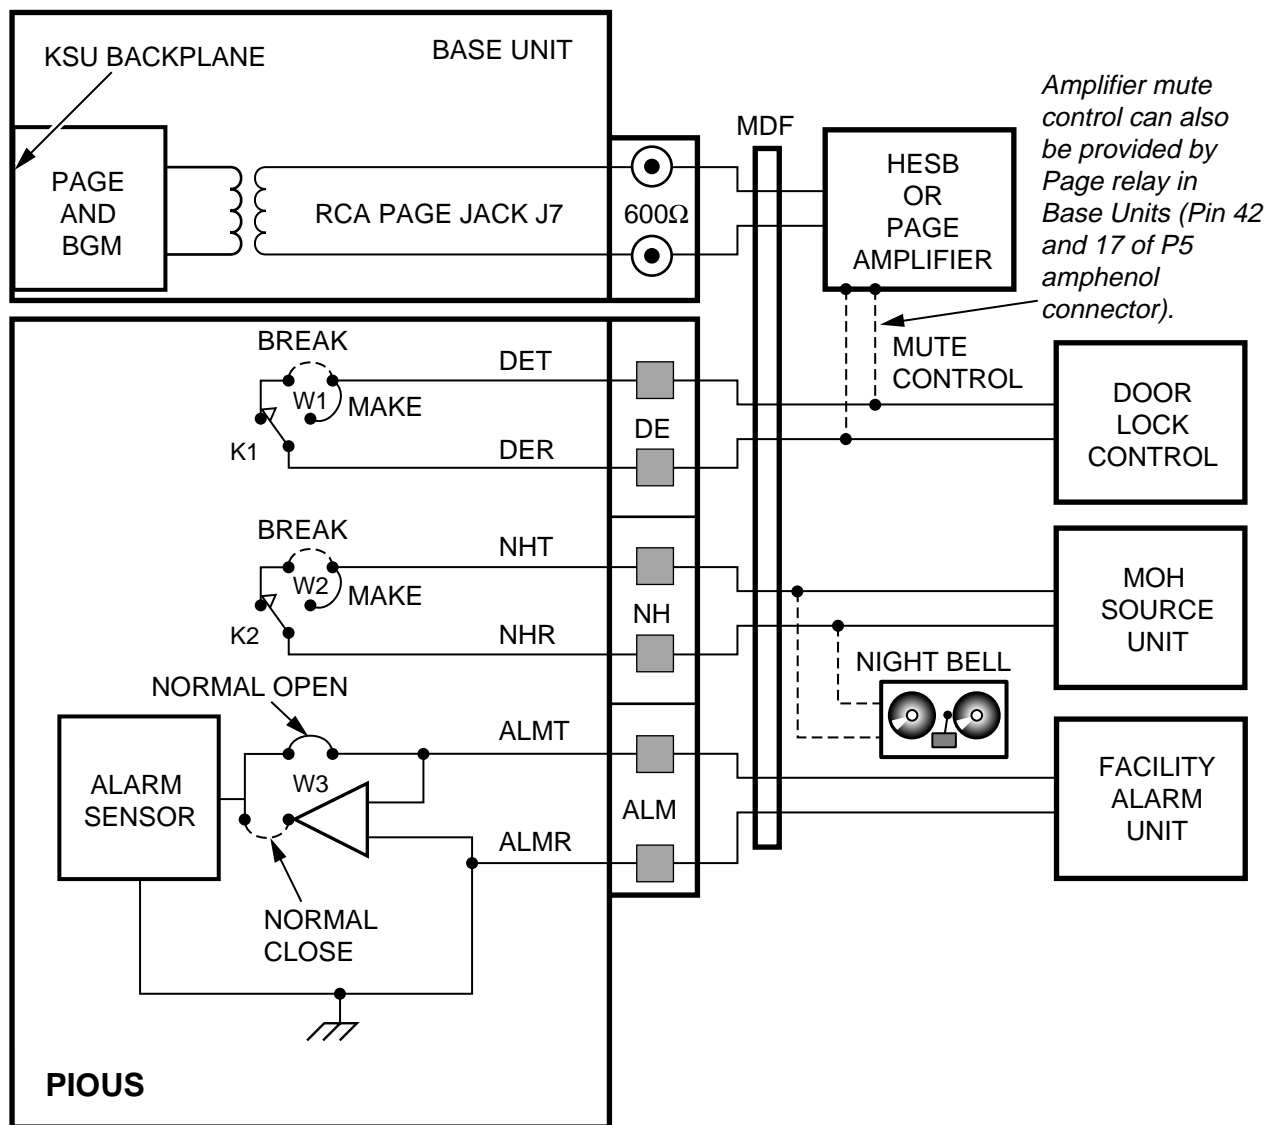 KSU BACKPLANE
BASE UNIT
PAGE
AND
BGM
RCA PAGE JACK J7
600Ω
MDF
HESB
OR
PAGE
AMPLIFIER
Amplifier mute
control can also
be provided by
Page relay in
Base Units (Pin 42
and 17 of P5
amphenol
connector).
MUTE
CONTROL
BREAK
W1
MAKE
K1
DET
DE
DER
DOOR
LOCK
CONTROL
BREAK
W2
MAKE
K2
NHT
NH
NHR
MOH
SOURCE
UNIT
NIGHT BELL
NORMAL OPEN
ALARM
SENSOR
W3
ALMT
ALM
ALMR
NORMAL
CLOSE
FACILITY
ALARM
UNIT
PIOUS